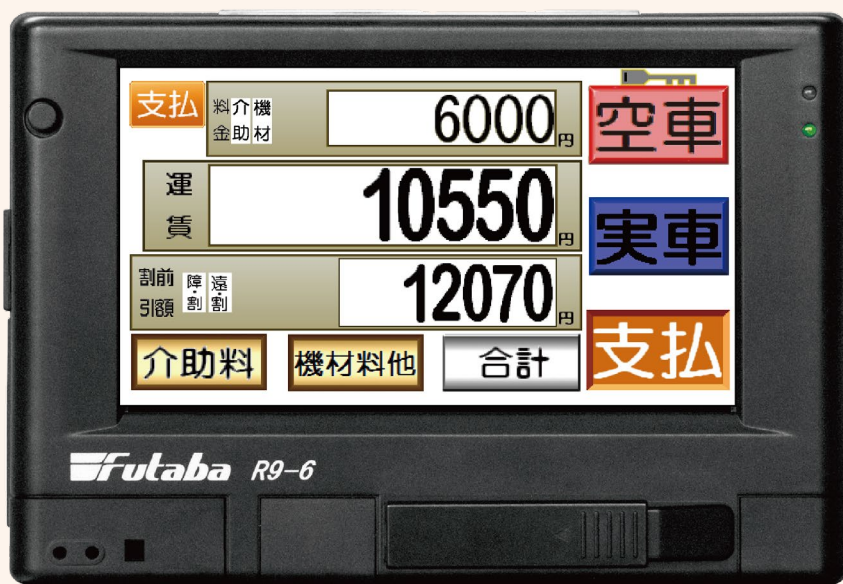 支払 料金 介助 機材 6000円
空車
運賃 10550円
実車
割引前額 障・割 遠・割 12070円
介助料 機材料他 合計 支払
Futaba R9-6